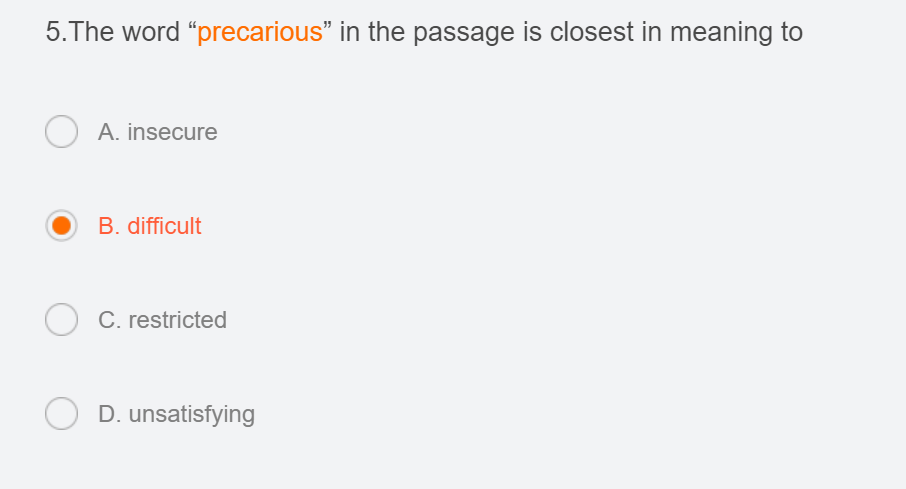 5.The word “precarious” in the passage is closest in meaning to
A. insecure
B. difficult
C. restricted
D. unsatisfying